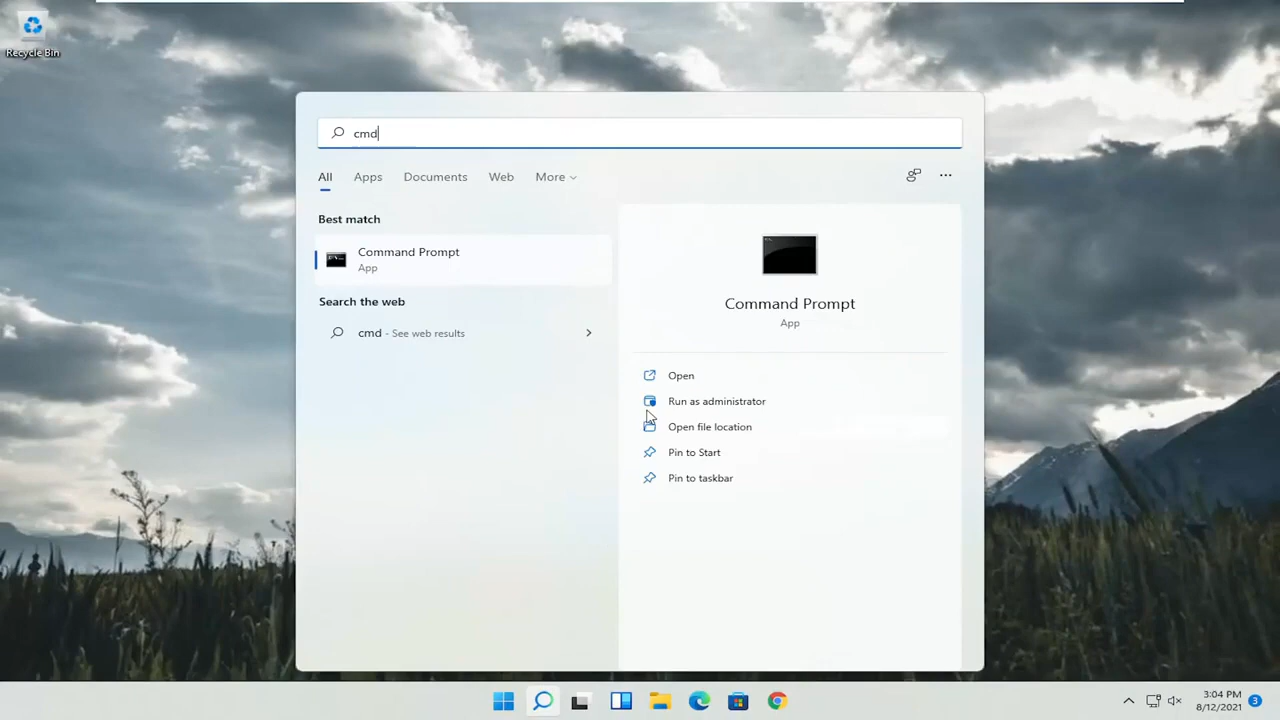 Recycle Bin
cmd
All Apps Documents Web More
Best match
Command Prompt
App
Search the web
cmd - See web results
Command Prompt
App
Open
Run as administrator
Open file location
Pin to Start
Pin to taskbar
3:04 PM
8/12/2021
3